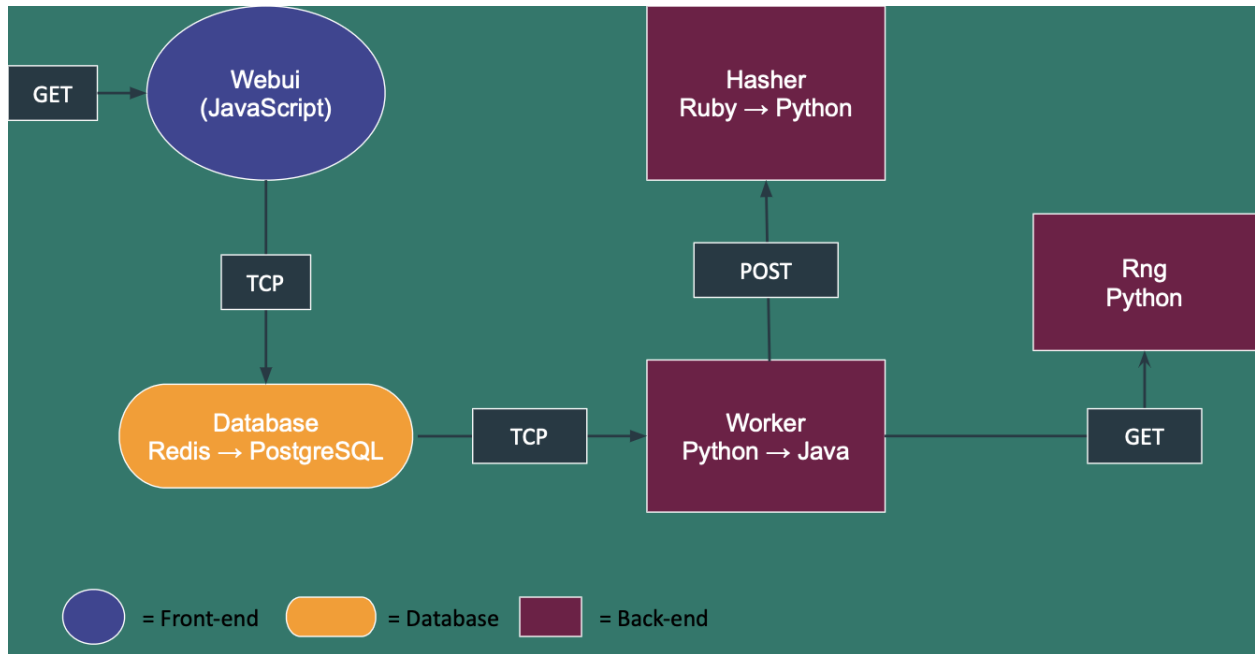 GET
Webui
(JavaScript)
TCP
Database
Redis → PostgreSQL
TCP
Hasher
Ruby → Python
POST
Worker
Python → Java
Rng
Python
GET
= Front-end
= Database
= Back-end